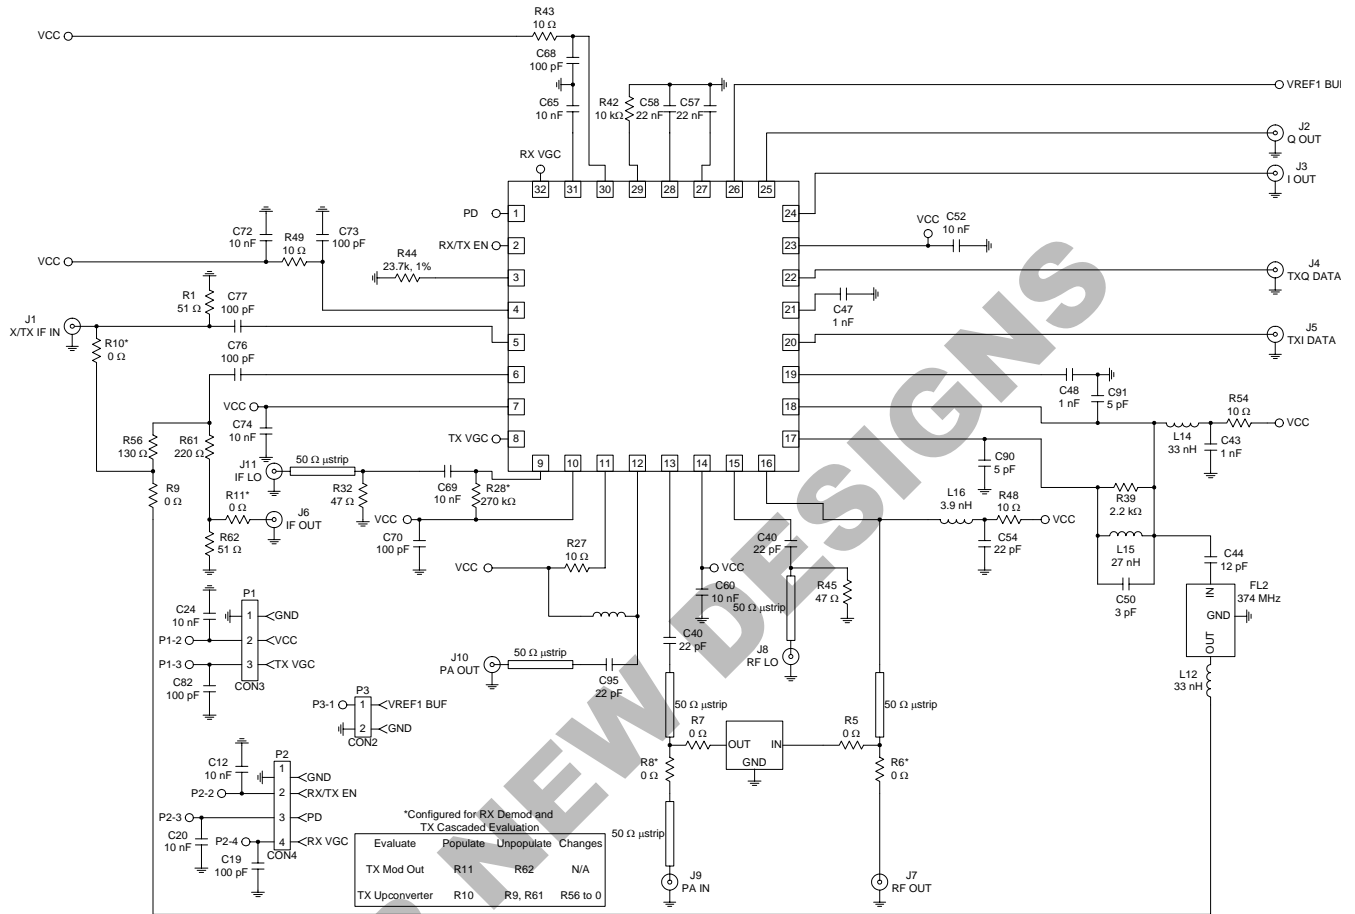 VCC
R43
10 Ω
C68
100 pF
C65
10 nF
R42
10 kΩ
C58
22 nF
C57
22 nF
VREF1 BU
J2
Q OUT
J3
I OUT
RX VGC
32
31
30
29
28
27
26
25
PD
1
24
RX/TX EN
2
VCC
C52
10 nF
23
C72
10 nF
R49
10 Ω
C73
100 pF
VCC
R44
23.7k, 1%
3
22
J4
TXQ DATA
4
21
C47
1 nF
R1
51 Ω
C77
100 pF
J1
X/TX IF IN
R10*
0 Ω
5
20
J5
TXI DATA
C76
100 pF
6
19
C48
1 nF
C91
5 pF
VCC
7
18
R54
10 Ω
VCC
L14
33 nH
C43
1 nF
C74
10 nF
TX VGC
8
17
C90
5 pF
R56
130 Ω
R61
220 Ω
J11
IF LO
50 Ω µstrip
9
10
11
12
13
14
15
16
R9
0 Ω
R11*
0 Ω
J6
IF OUT
R62
51 Ω
R32
47 Ω
C69
10 nF
R28*
270 kΩ
VCC
C70
100 pF
R27
10 Ω
VCC
L16
3.9 nH
R48
10 Ω
VCC
C54
22 pF
R39
2.2 kΩ
L15
27 nH
C50
3 pF
C44
12 pF
FL2
374 MHz
IN
GND
OUT
L12
33 nH
C40
22 pF
VCC
C60
10 nF
R45
47 Ω
50 Ω µstrip
J8
RF LO
C40
22 pF
J10
PA OUT
50 Ω µstrip
C95
22 pF
P1
C24
10 nF
1
GND
P1-2
2
VCC
P1-3
3
TX VGC
C82
100 pF
CON3
P3
P3-1
1
VREF1 BUF
2
GND
CON2
50 Ω µstrip
50 Ω µstrip
R7
0 Ω
OUT
IN
GND
R5
0 Ω
R8*
0 Ω
R6*
0 Ω
50 Ω µstrip
J9
PA IN
J7
RF OUT
C12
10 nF
P2
1
GND
P2-2
2
RX/TX EN
P2-3
3
PD
C20
10 nF
P2-4
4
RX VGC
C19
100 pF
CON4
*Configured for RX Demod and
TX Cascaded Evaluation
Evaluate Populate Unpopulate Changes
TX Mod Out R11 R62 N/A
TX Upconverter R10 R9, R61 R56 to 0
NEW DESIGNS